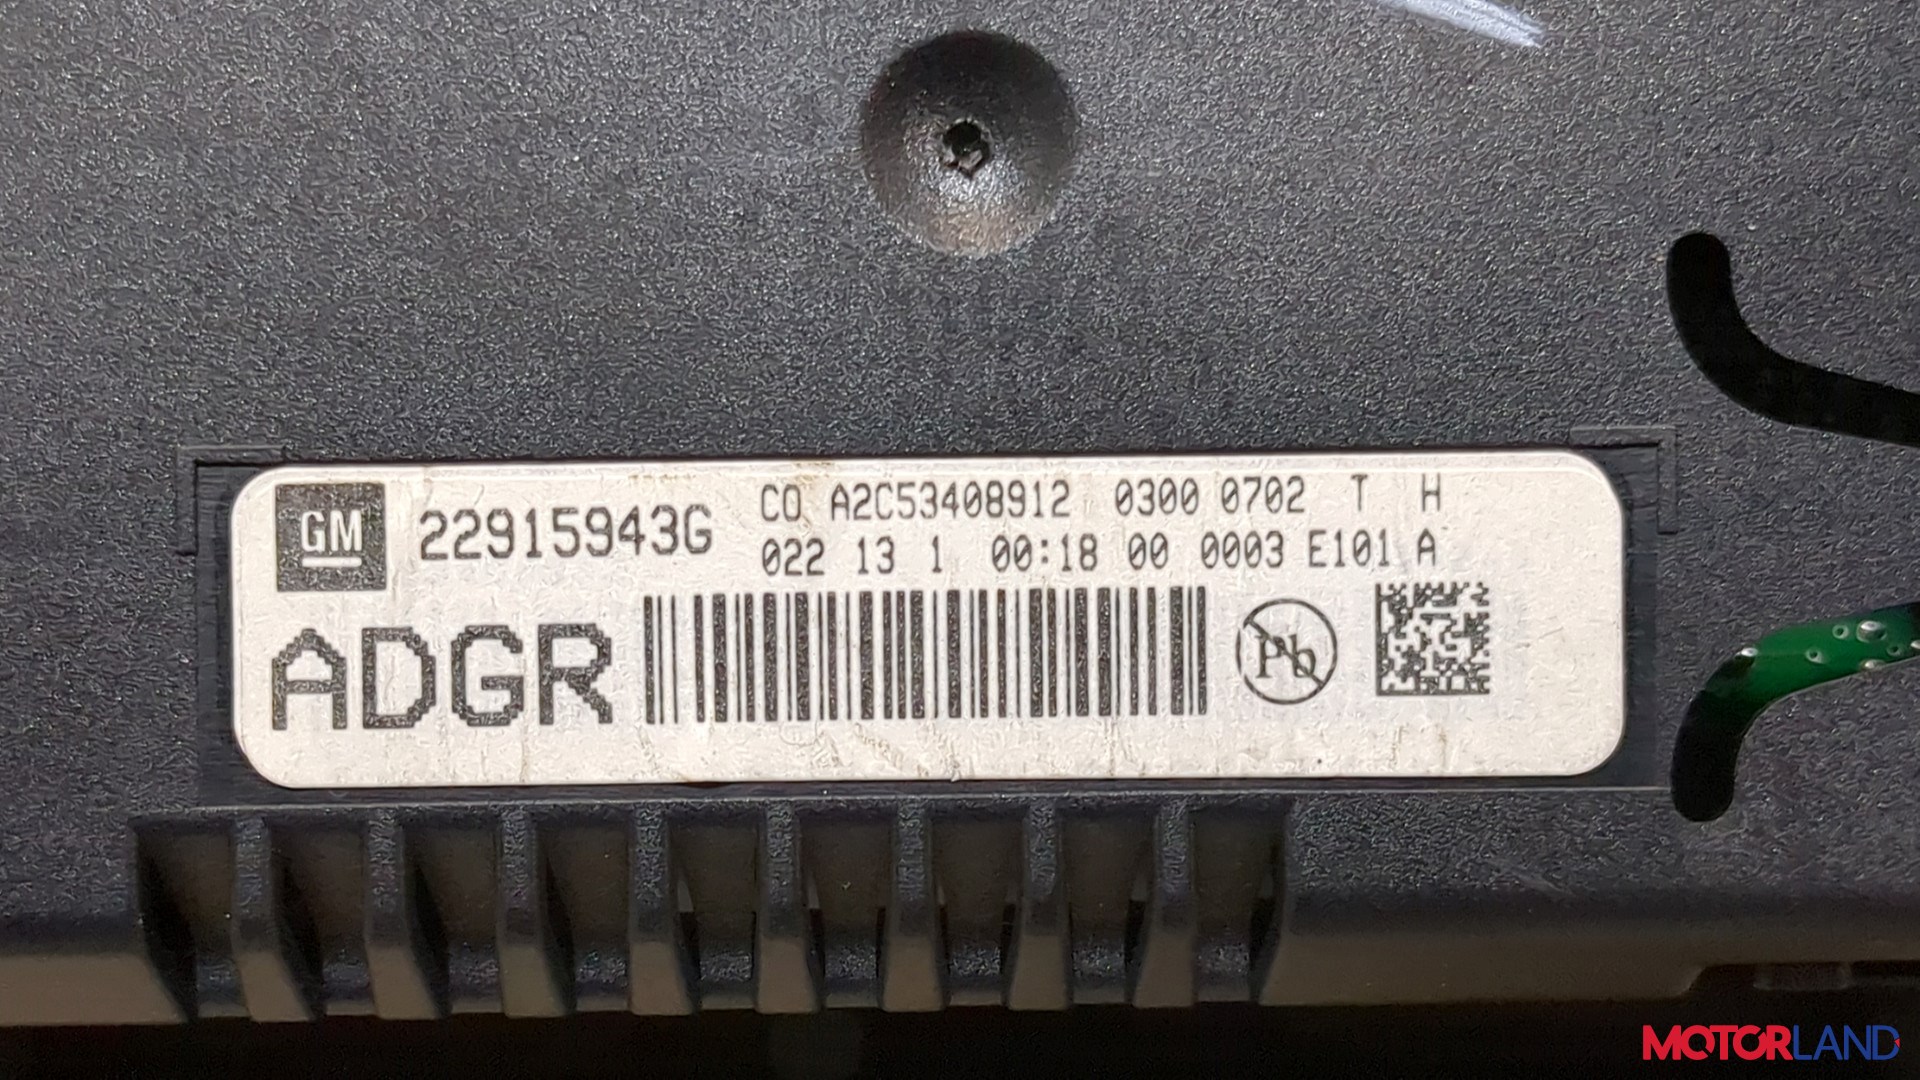 GM 22915943G CO A2C53408912 0300 0702 T H
022 13 1 00:18 00 0003 E101 A
ADGR Pb
MOTORLAND